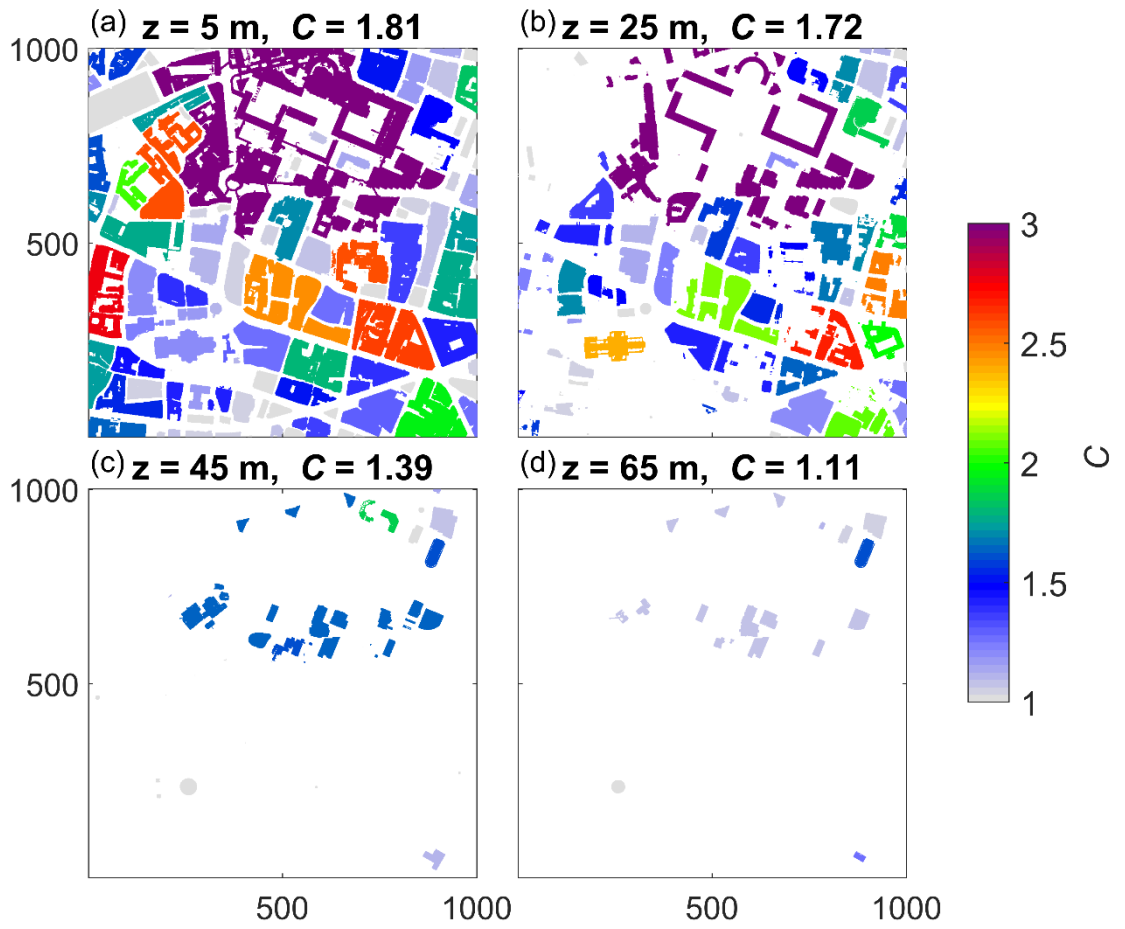 (a) z = 5 m, C = 1.81
(b) z = 25 m, C = 1.72
1000
500
(c) z = 45 m, C = 1.39
(d) z = 65 m, C = 1.11
1000
500
500
1000
500
1000
3
2.5
2
1.5
1
C